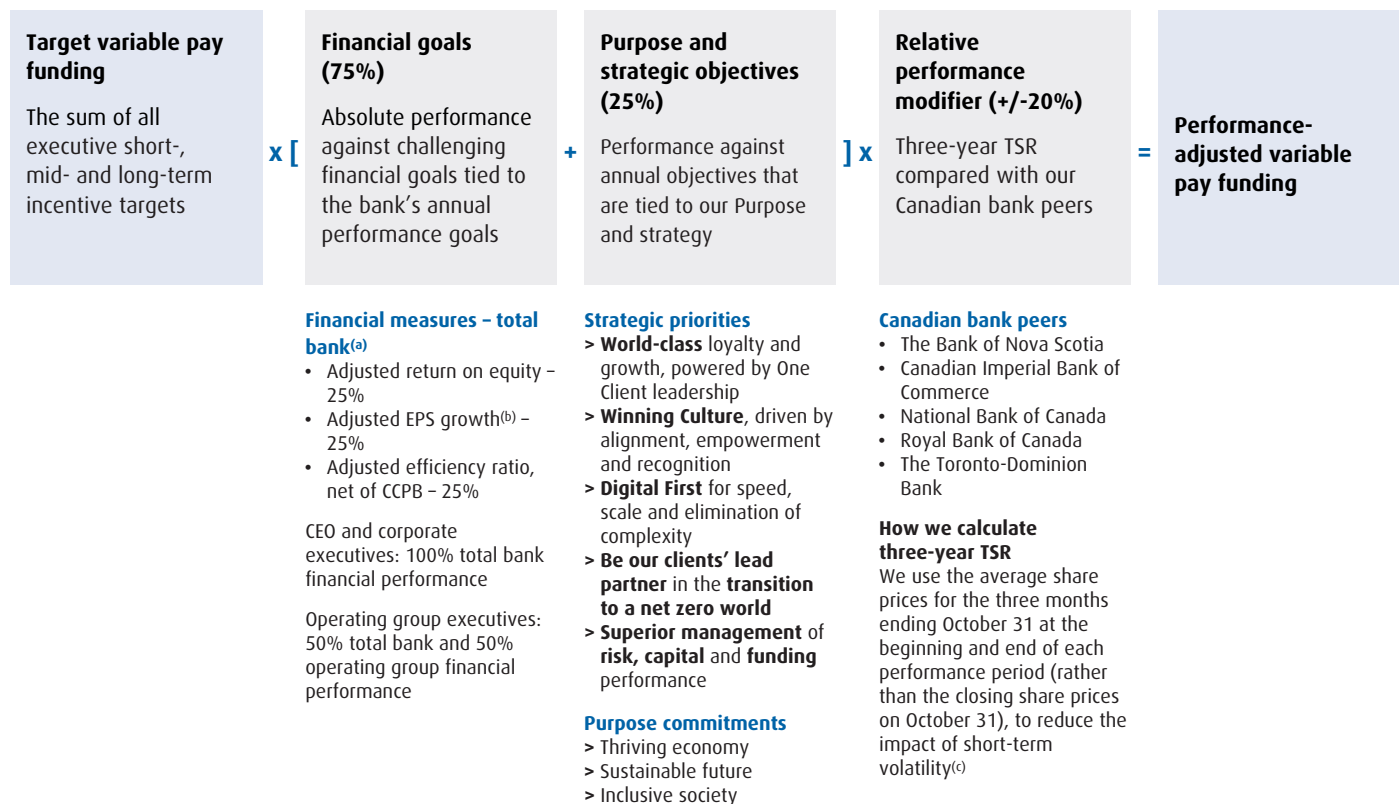 Target variable pay
funding
The sum of all
executive short-,
mid- and long-term
incentive targets
x [
Financial goals
(75%)
Absolute performance
against challenging
financial goals tied to
the bank's annual
performance goals
+
Purpose and
strategic objectives
(25%)
Performance against
annual objectives that
are tied to our Purpose
and strategy
] x
Relative
performance
modifier (+/-20%)
Three-year TSR
compared with our
Canadian bank peers
=
Performance-
adjusted variable
pay funding
Financial measures – total
bank(a)
• Adjusted return on equity –
25%
• Adjusted EPS growth(b) –
25%
• Adjusted efficiency ratio,
net of CCPB – 25%
CEO and corporate
executives: 100% total bank
financial performance
Operating group executives:
50% total bank and 50%
operating group financial
performance
Strategic priorities
> World-class loyalty and
growth, powered by One
Client leadership
> Winning Culture, driven by
alignment, empowerment
and recognition
> Digital First for speed,
scale and elimination of
complexity
> Be our clients' lead
partner in the transition
to a net zero world
> Superior management of
risk, capital and funding
performance
Purpose commitments
> Thriving economy
> Sustainable future
> Inclusive society
Canadian bank peers
• The Bank of Nova Scotia
• Canadian Imperial Bank of
Commerce
• National Bank of Canada
• Royal Bank of Canada
• The Toronto-Dominion
Bank
How we calculate
three-year TSR
We use the average share
prices for the three months
ending October 31 at the
beginning and end of each
performance period (rather
than the closing share prices
on October 31), to reduce the
impact of short-term
volatility(c)